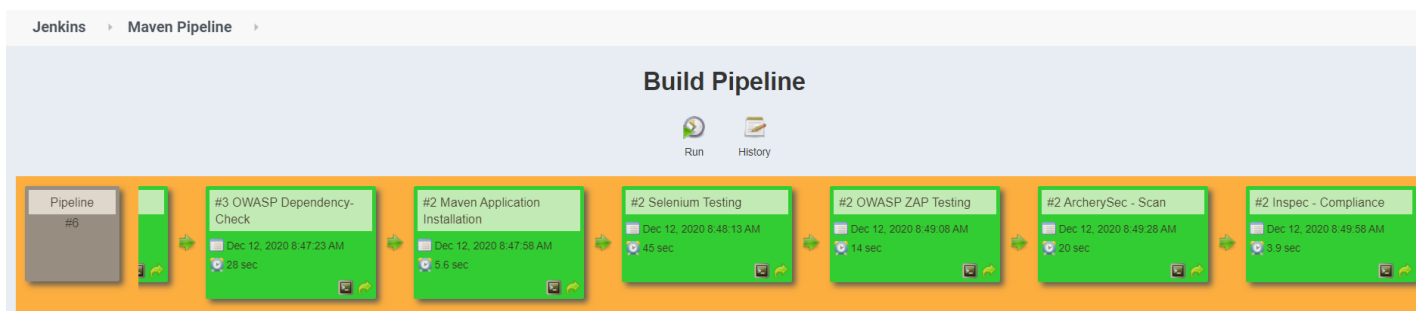 Jenkins Maven Pipeline
Build Pipeline
Run History
Pipeline
#6
#3 OWASP Dependency-
Check
Dec 12, 2020 8:47:23 AM
28 sec
#2 Maven Application
Installation
Dec 12, 2020 8:47:58 AM
5.6 sec
#2 Selenium Testing
Dec 12, 2020 8:48:13 AM
45 sec
#2 OWASP ZAP Testing
Dec 12, 2020 8:49:08 AM
14 sec
#2 ArcherySec - Scan
Dec 12, 2020 8:49:28 AM
20 sec
#2 Inspec - Compliance
Dec 12, 2020 8:49:58 AM
3.9 sec